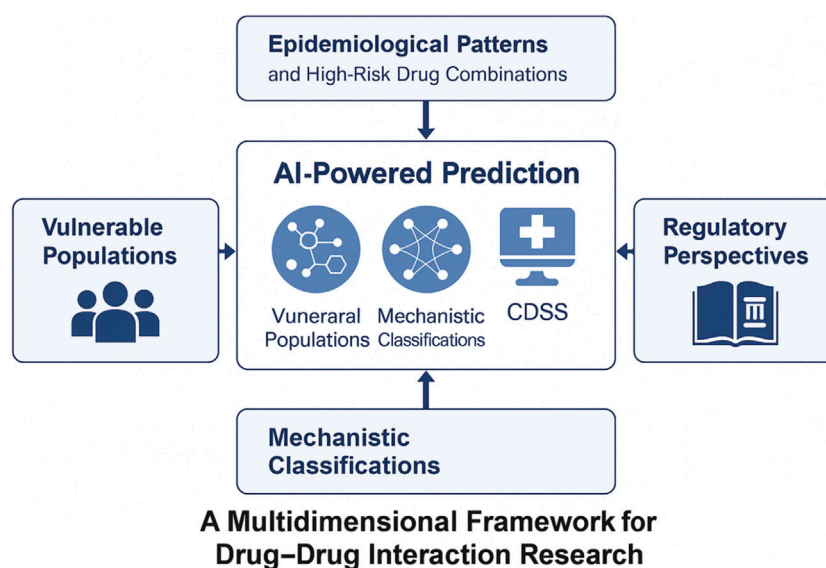 Epidemiological Patterns
and High-Risk Drug Combinations
AI-Powered Prediction
Vuneraral
Populations
Mechanistic
Classifications
CDSS
Vulnerable
Populations
Regulatory
Perspectives
Mechanistic
Classifications
A Multidimensional Framework for
Drug–Drug Interaction Research